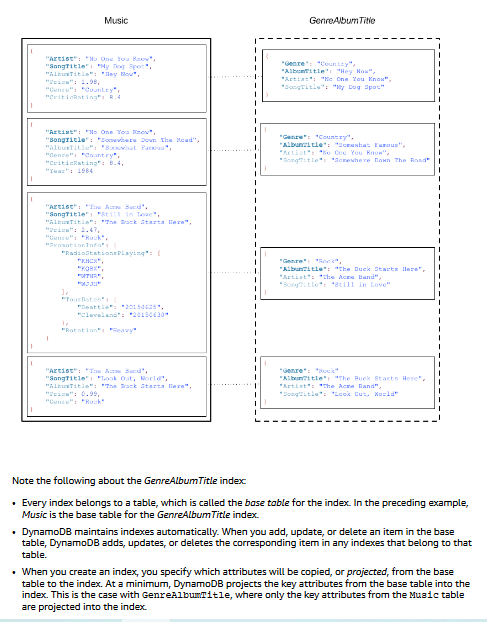 Music
GenreAlbumTitle
{
"Artist": "No One You Know",
"SongTitle": "My Dog Spot",
"AlbumTitle": "Hey Now",
"Price": 1.98,
"Genre": "Country",
"CriticRating": 8.4
}
{
"Artist": "No One You Know",
"SongTitle": "Somewhere Down The Road",
"AlbumTitle": "Somewhat Famous",
"Genre": "Country",
"CriticRating": 8.4,
"Year": 1984
}
{
"Artist": "The Acme Band",
"SongTitle": "Still in Love",
"AlbumTitle": "The Buck Starts Here",
"Price": 2.47,
"Genre": "Rock",
"PromotionInfo": {
"RadioStationsPlaying": [
"KHCR",
"KQBX",
"WTNR",
"WJJH"
],
"TourDates": {
"Seattle": "20150625",
"Cleveland": "20150630"
},
"Rotation": "Heavy"
}
}
{
"Artist": "The Acme Band",
"SongTitle": "Look Out, World",
"AlbumTitle": "The Buck Starts Here",
"Price": 0.99,
"Genre": "Rock"
}
{
"Genre": "Country",
"AlbumTitle": "Hey Now",
"Artist": "No One You Know",
"SongTitle": "My Dog Spot"
}
{
"Genre": "Country",
"AlbumTitle": "Somewhat Famous",
"Artist": "No One You Know",
"SongTitle": "Somewhere Down The Road"
}
{
"Genre": "Rock",
"AlbumTitle": "The Buck Starts Here",
"Artist": "The Acme Band",
"SongTitle": "Still in Love"
}
{
"Genre": "Rock"
"AlbumTitle": "The Buck Starts Here",
"Artist": "The Acme Band",
"SongTitle": "Look Out, World"
}
Note the following about the GenreAlbumTitle index:
• Every index belongs to a table, which is called the base table for the index. In the preceding example,
Music is the base table for the GenreAlbumTitle index.
• DynamoDB maintains indexes automatically. When you add, update, or delete an item in the base
table, DynamoDB adds, updates, or deletes the corresponding item in any indexes that belong to that
table.
• When you create an index, you specify which attributes will be copied, or projected, from the base
table to the index. At a minimum, DynamoDB projects the key attributes from the base table into the
index. This is the case with GenreAlbumTitle, where only the key attributes from the Music table
are projected into the index.